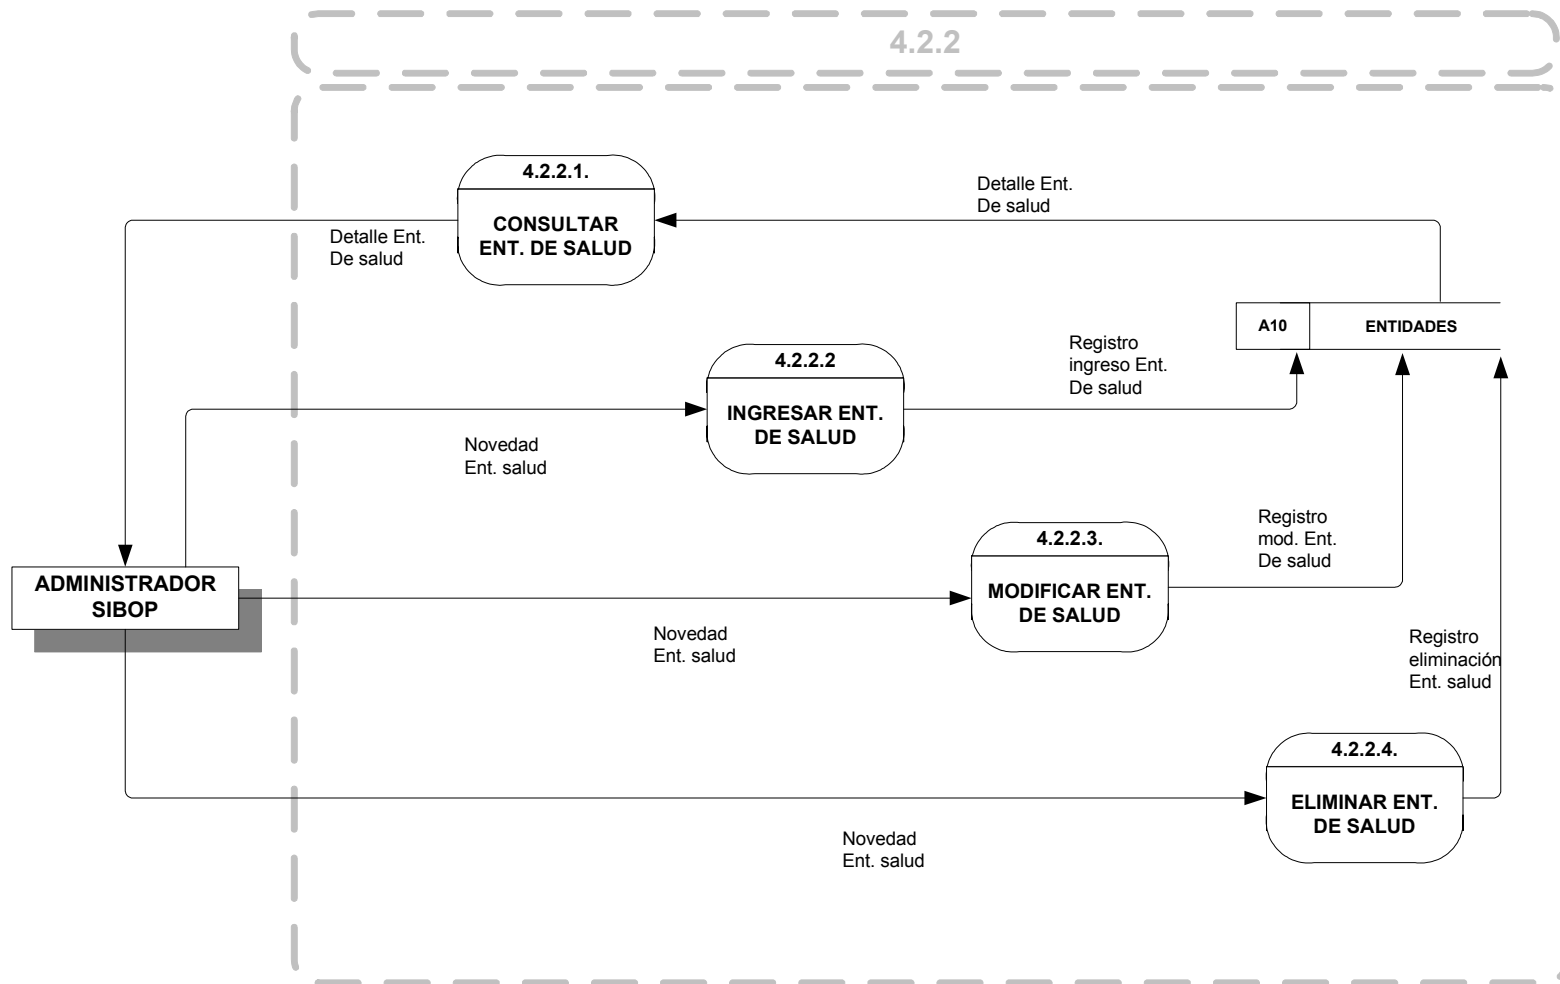 4.2.2
4.2.2.1.
CONSULTAR
ENT. DE SALUD
Detalle Ent.
De salud
Detalle Ent.
De salud
A10
ENTIDADES
4.2.2.2
INGRESAR ENT.
DE SALUD
Registro
ingreso Ent.
De salud
Novedad
Ent. salud
4.2.2.3.
MODIFICAR ENT.
DE SALUD
Registro
mod. Ent.
De salud
ADMINISTRADOR
SIBOP
Novedad
Ent. salud
Registro
eliminación
Ent. salud
4.2.2.4.
ELIMINAR ENT.
DE SALUD
Novedad
Ent. salud